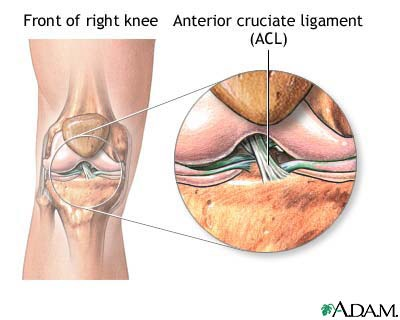 Front of right knee
Anterior cruciate ligament
(ACL)
A.D.A.M.